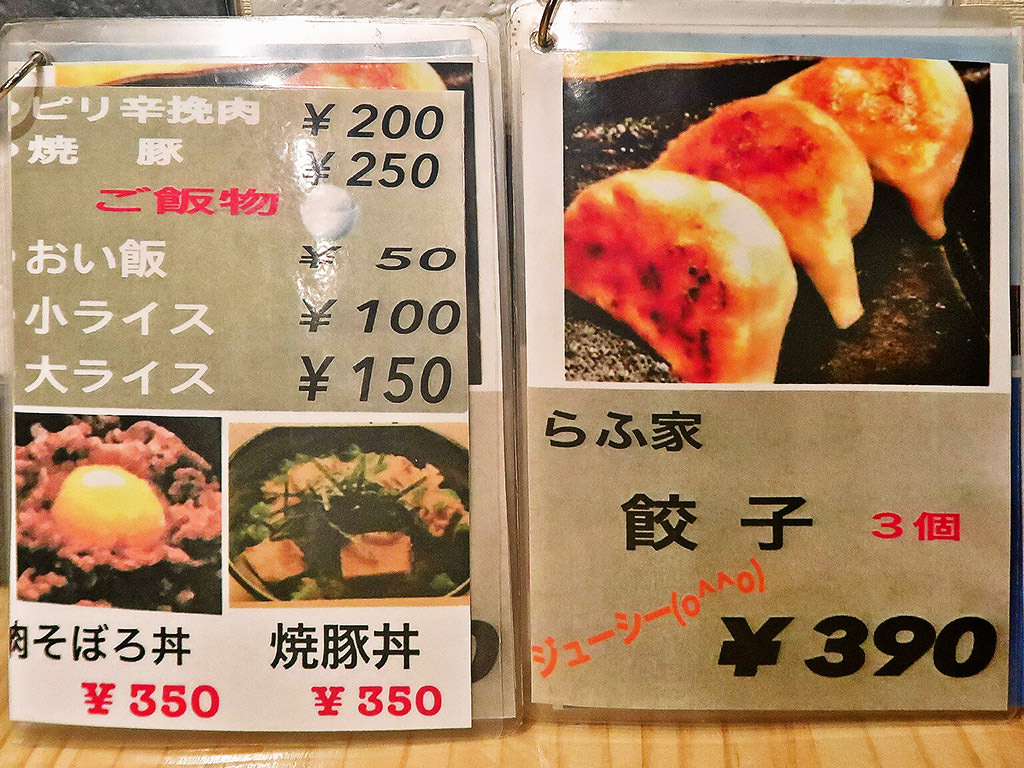 ピリ辛挽肉 ¥200
焼 豚 ¥250
ご飯物
おい飯 ¥ 50
小ライス ¥100
大ライス ¥150
肉そぼろ丼
¥350
焼豚丼
¥350
らふ家
餃 子 3個
ジューシー(o^^o)
¥390